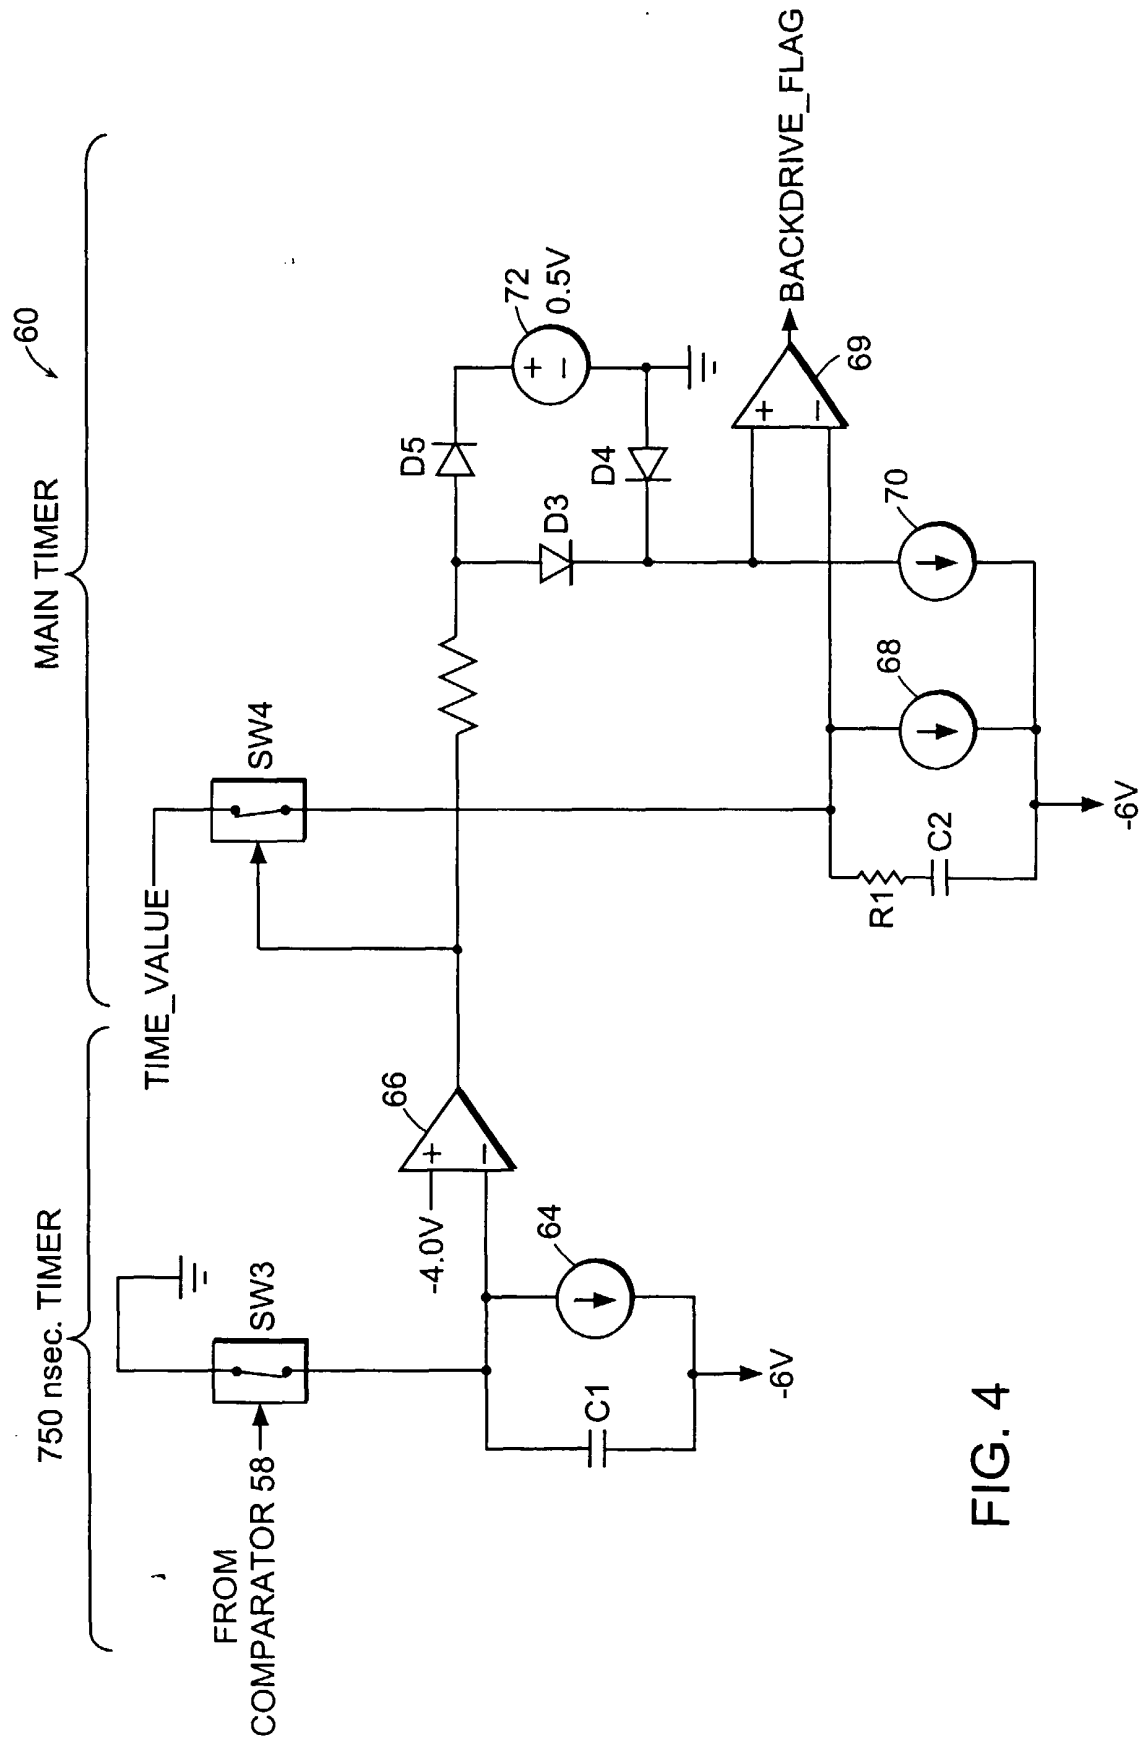 60
750 nsec. TIMER
MAIN TIMER
TIME_VALUE
SW3
SW4
FROM
COMPARATOR 58
-4.0V
+
−
66
64
C1
-6V
D5
D3
D4
72
0.5V
+
−
+
−
69
BACKDRIVE_FLAG
R1
C2
68
70
-6V
FIG. 4